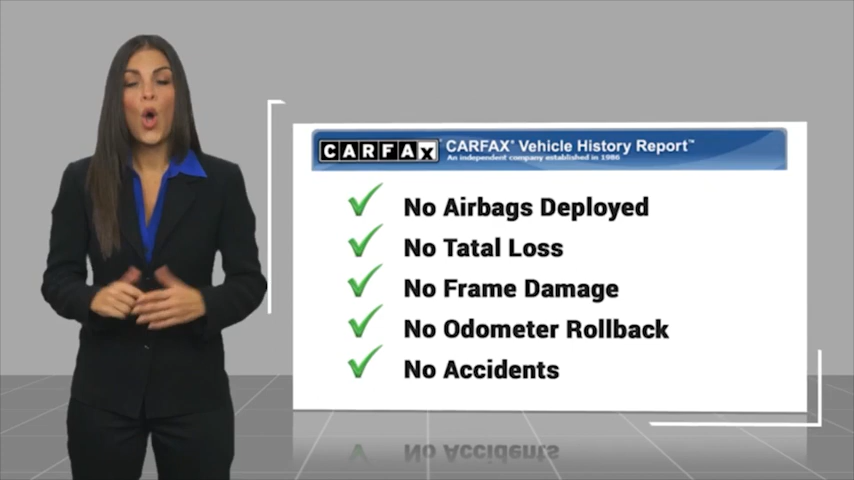 CARFAX CARFAX® Vehicle History Report™
An independent company established in 1986
No Airbags Deployed
No Tatal Loss
No Frame Damage
No Odometer Rollback
No Accidents
No Accidents